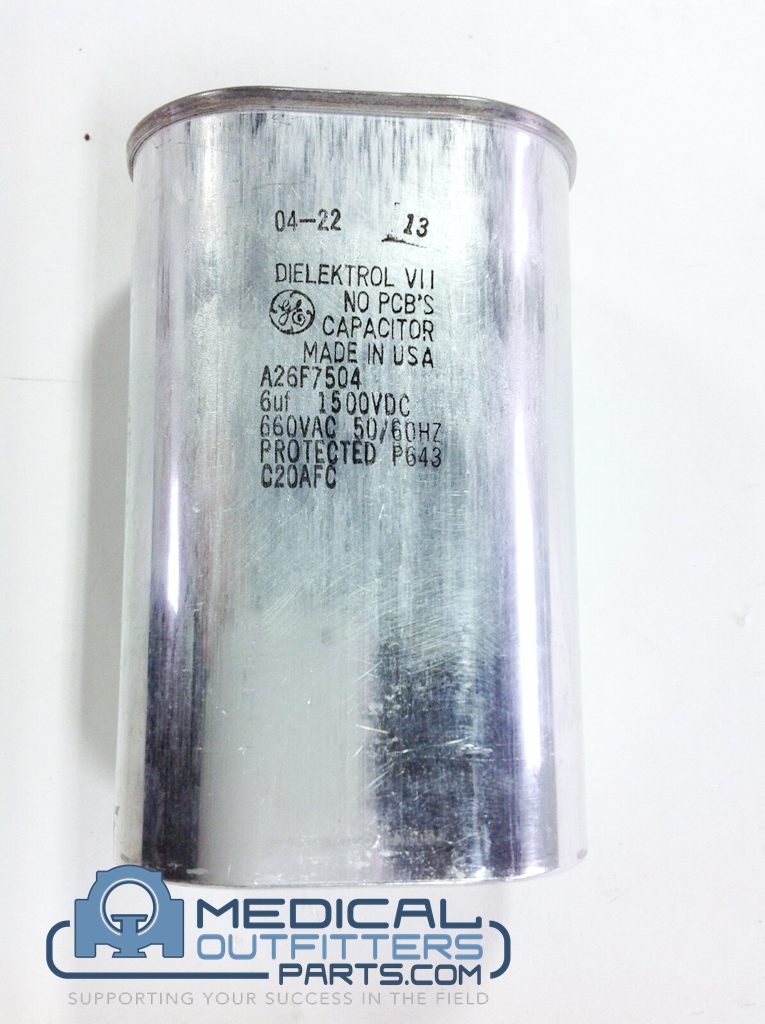 04-22 13
DIELEKTROL VII
GE NO PCB'S
CAPACITOR
MADE IN USA
A26F7504
6uf 1500VDC
660VAC 50/60HZ
PROTECTED P643
C20AFC
MEDICAL
OUTFITTERS
PARTS.COM
SUPPORTING YOUR SUCCESS IN THE FIELD